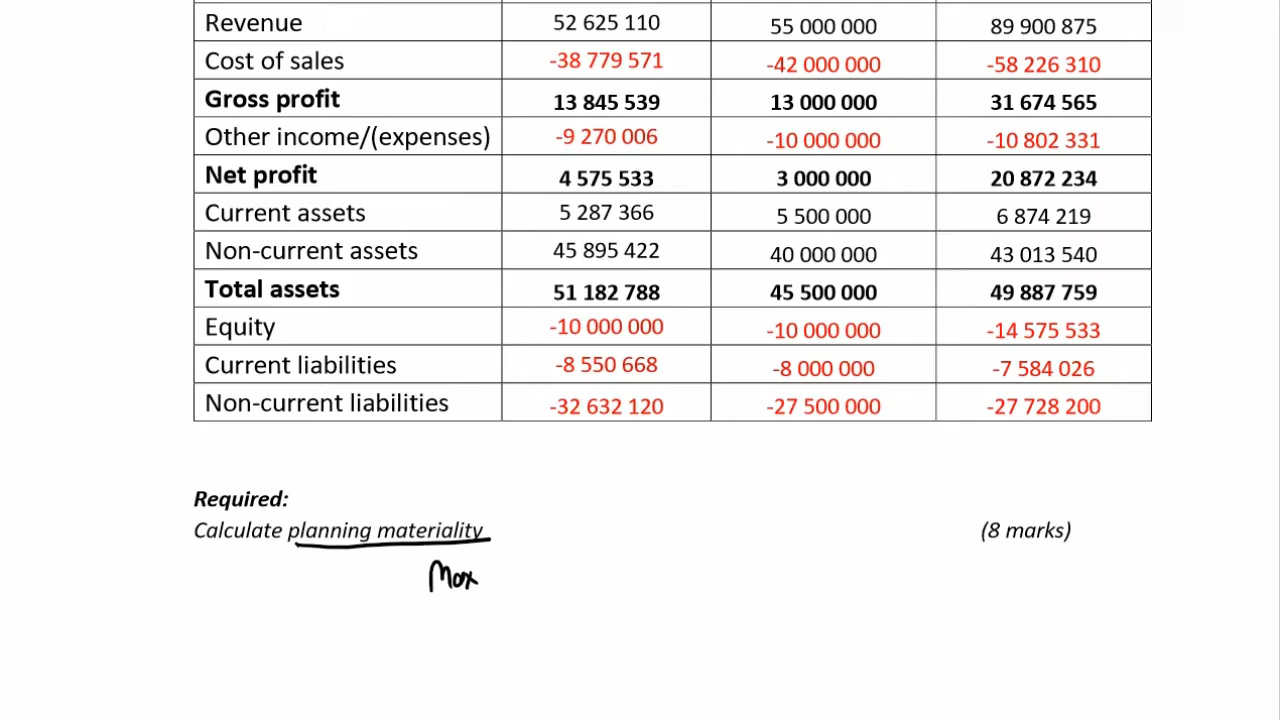 Revenue 52 625 110 55 000 000 89 900 875
Cost of sales -38 779 571 -42 000 000 -58 226 310
Gross profit 13 845 539 13 000 000 31 674 565
Other income/(expenses) -9 270 006 -10 000 000 -10 802 331
Net profit 4 575 533 3 000 000 20 872 234
Current assets 5 287 366 5 500 000 6 874 219
Non-current assets 45 895 422 40 000 000 43 013 540
Total assets 51 182 788 45 500 000 49 887 759
Equity -10 000 000 -10 000 000 -14 575 533
Current liabilities -8 550 668 -8 000 000 -7 584 026
Non-current liabilities -32 632 120 -27 500 000 -27 728 200
Required:
Calculate planning materiality (8 marks)
Max